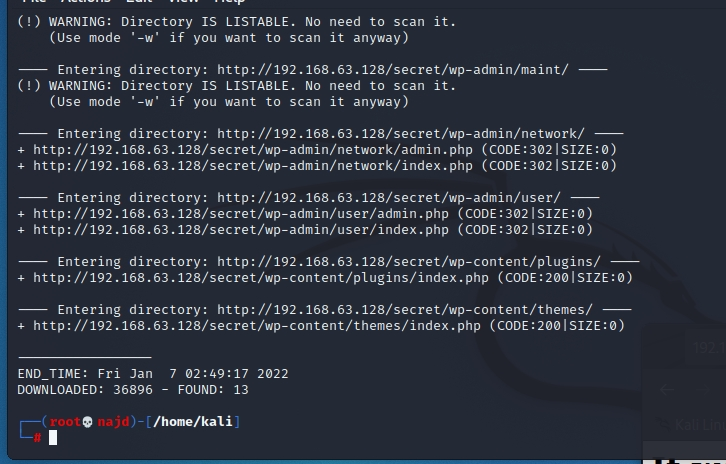 File Actions Edit View Help
(!) WARNING: Directory IS LISTABLE. No need to scan it.
    (Use mode '-w' if you want to scan it anyway)

---- Entering directory: http://192.168.63.128/secret/wp-admin/maint/ ----
(!) WARNING: Directory IS LISTABLE. No need to scan it.
    (Use mode '-w' if you want to scan it anyway)

---- Entering directory: http://192.168.63.128/secret/wp-admin/network/ ----
+ http://192.168.63.128/secret/wp-admin/network/admin.php (CODE:302|SIZE:0)
+ http://192.168.63.128/secret/wp-admin/network/index.php (CODE:302|SIZE:0)

---- Entering directory: http://192.168.63.128/secret/wp-admin/user/ ----
+ http://192.168.63.128/secret/wp-admin/user/admin.php (CODE:302|SIZE:0)
+ http://192.168.63.128/secret/wp-admin/user/index.php (CODE:302|SIZE:0)

---- Entering directory: http://192.168.63.128/secret/wp-content/plugins/ ----
+ http://192.168.63.128/secret/wp-content/plugins/index.php (CODE:200|SIZE:0)

---- Entering directory: http://192.168.63.128/secret/wp-content/themes/ ----
+ http://192.168.63.128/secret/wp-content/themes/index.php (CODE:200|SIZE:0)

-----------------
END_TIME: Fri Jan  7 02:49:17 2022
DOWNLOADED: 36896 - FOUND: 13

┌──(root💀najd)-[/home/kali]
└─#
192.1
Kali Lin